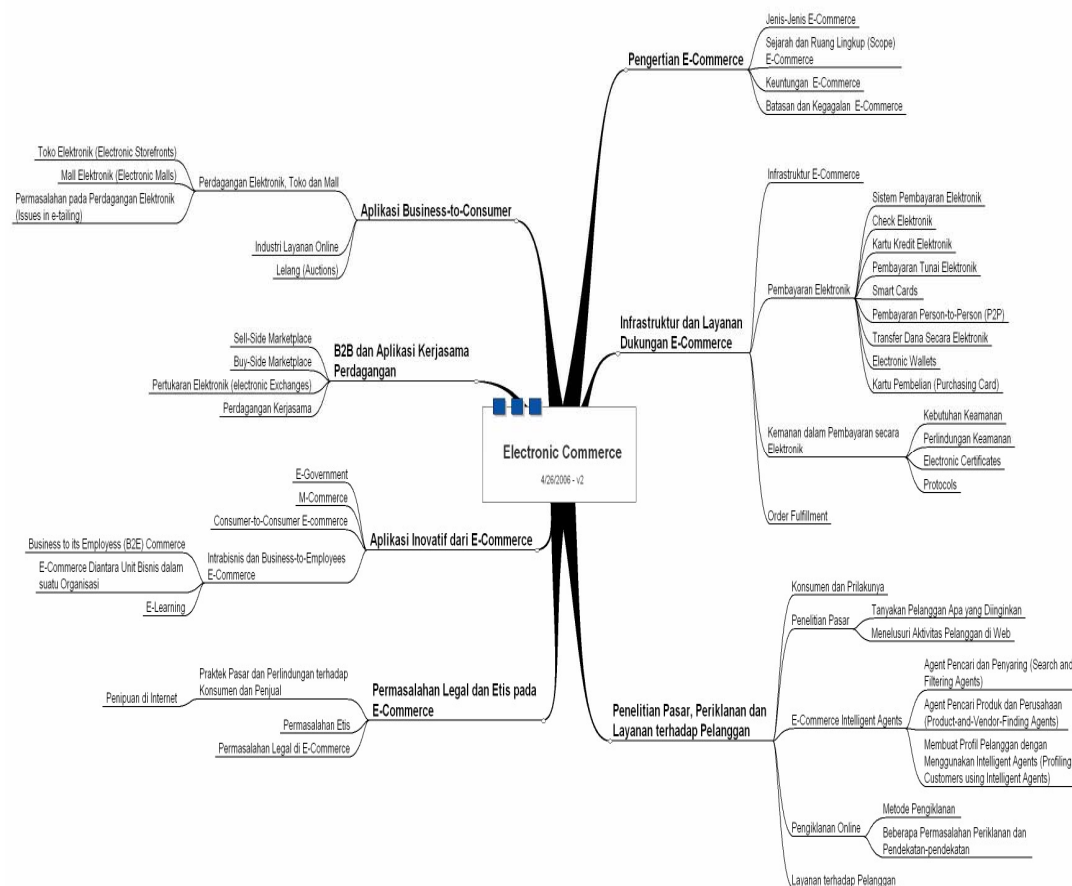 Electronic Commerce
4/26/2006 - v2
Pengertian E-Commerce
Jenis-Jenis E-Commerce
Sejarah dan Ruang Lingkup (Scope)
E-Commerce
Keuntungan E-Commerce
Batasan dan Kegagalan E-Commerce
Infrastruktur dan Layanan
Dukungan E-Commerce
Infrastruktur E-Commerce
Pembayaran Elektronik
Sistem Pembayaran Elektronik
Check Elektronik
Kartu Kredit Elektronik
Pembayaran Tunai Elektronik
Smart Cards
Pembayaran Person-to-Person (P2P)
Transfer Dana Secara Elektronik
Electronic Wallets
Kartu Pembelian (Purchasing Card)
Kemanan dalam Pembayaran secara
Elektronik
Kebutuhan Keamanan
Perlindungan Keamanan
Electronic Certificates
Protocols
Order Fulfillment
Penelitian Pasar, Periklanan dan
Layanan terhadap Pelanggan
Konsumen dan Prilakunya
Penelitian Pasar
Tanyakan Pelanggan Apa yang Diinginkan
Menelusuri Aktivitas Pelanggan di Web
E-Commerce Intelligent Agents
Agent Pencari dan Penyaring (Search and
Filtering Agents)
Agent Pencari Produk dan Perusahaan
(Product-and-Vendor-Finding Agents)
Membuat Profil Pelanggan dengan
Menggunakan Intelligent Agents (Profiling
Customers using Intelligent Agents)
Pengiklanan Online
Metode Pengiklanan
Beberapa Permasalahan Periklanan dan
Pendekatan-pendekatan
Layanan terhadap Pelanggan
Aplikasi Business-to-Consumer
Perdagangan Elektronik, Toko dan Mall
Toko Elektronik (Electronic Storefronts)
Mall Elektronik (Electronic Malls)
Permasalahan pada Perdagangan Elektronik
(Issues in e-tailing)
Industri Layanan Online
Lelang (Auctions)
B2B dan Aplikasi Kerjasama
Perdagangan
Sell-Side Marketplace
Buy-Side Marketplace
Pertukaran Elektronik (electronic Exchanges)
Perdagangan Kerjasama
Aplikasi Inovatif dari E-Commerce
E-Government
M-Commerce
Consumer-to-Consumer E-commerce
Intrabisnis dan Business-to-Employees
E-Commerce
Business to its Employess (B2E) Commerce
E-Commerce Diantara Unit Bisnis dalam
suatu Organisasi
E-Learning
Permasalahan Legal dan Etis pada
E-Commerce
Praktek Pasar dan Perlindungan terhadap
Konsumen dan Penjual
Penipuan di Internet
Permasalahan Etis
Permasalahan Legal di E-Commerce